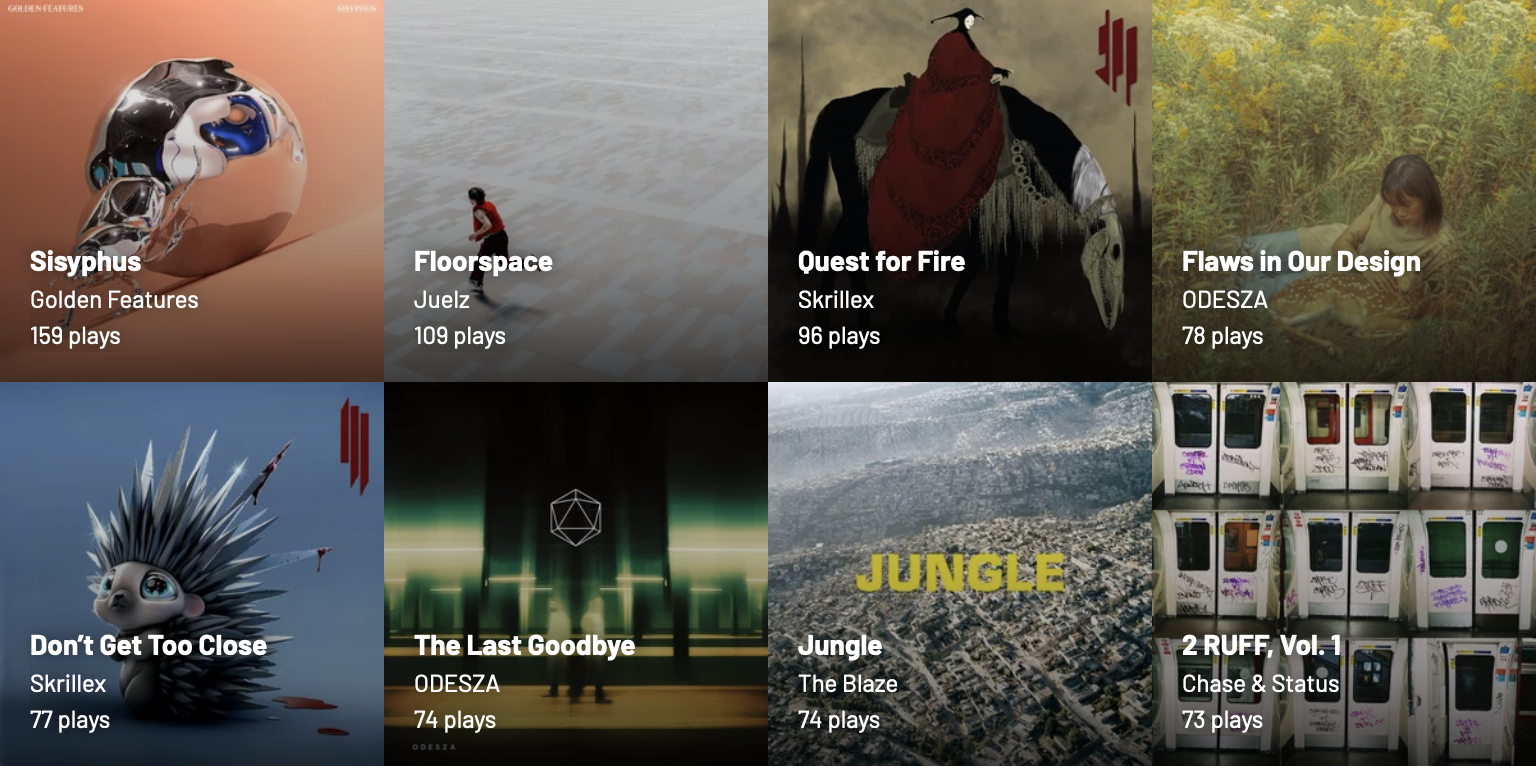 GOLDEN FEATURES
SISYPHUS
Sisyphus
Golden Features
159 plays
Floorspace
Juelz
109 plays
Quest for Fire
Skrillex
96 plays
Flaws in Our Design
ODESZA
78 plays
Don’t Get Too Close
Skrillex
77 plays
The Last Goodbye
ODESZA
74 plays
ODESZA
JUNGLE
Jungle
The Blaze
74 plays
2 RUFF, Vol. 1
Chase & Status
73 plays